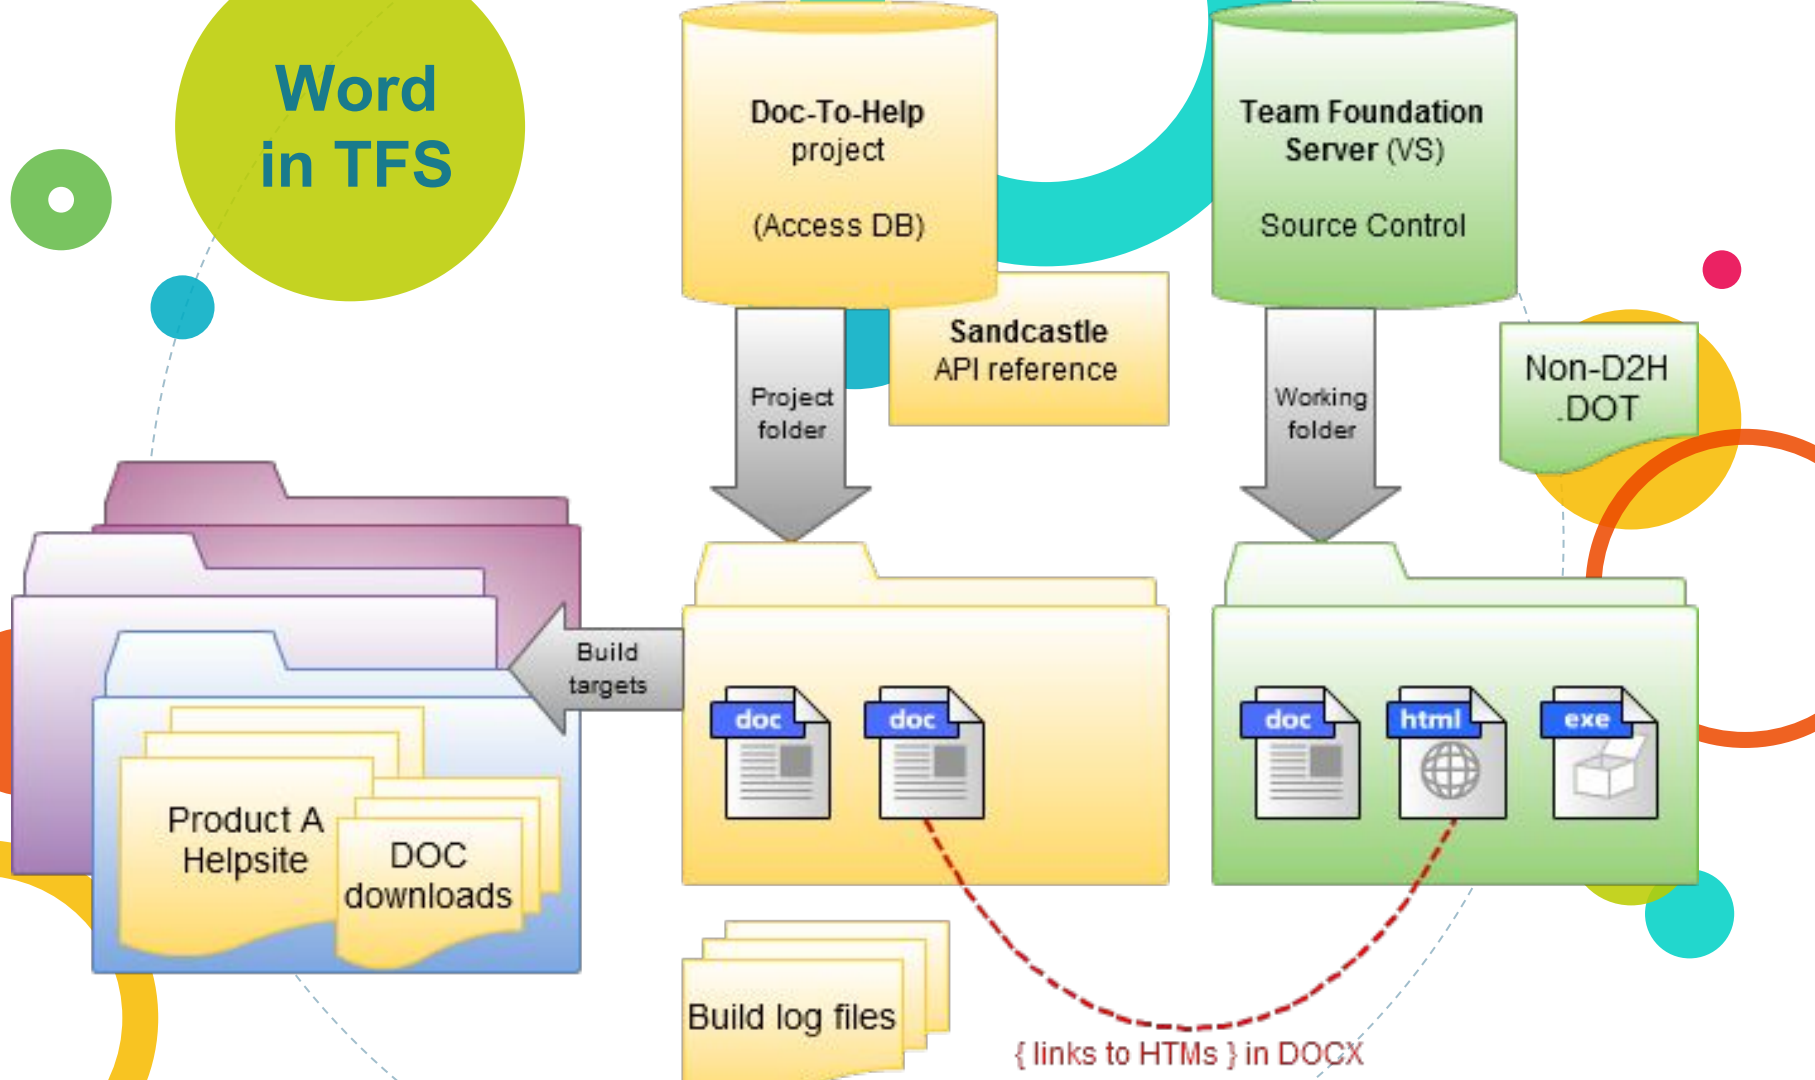 Word
in TFS
Doc-To-Help
project
(Access DB)
Team Foundation
Server (VS)
Source Control
Sandcastle
API reference
Project
folder
Working
folder
Non-D2H
.DOT
Build
targets
doc
doc
doc
html
exe
Product A
Helpsite
DOC
downloads
Build log files
{ links to HTMs } in DOCX